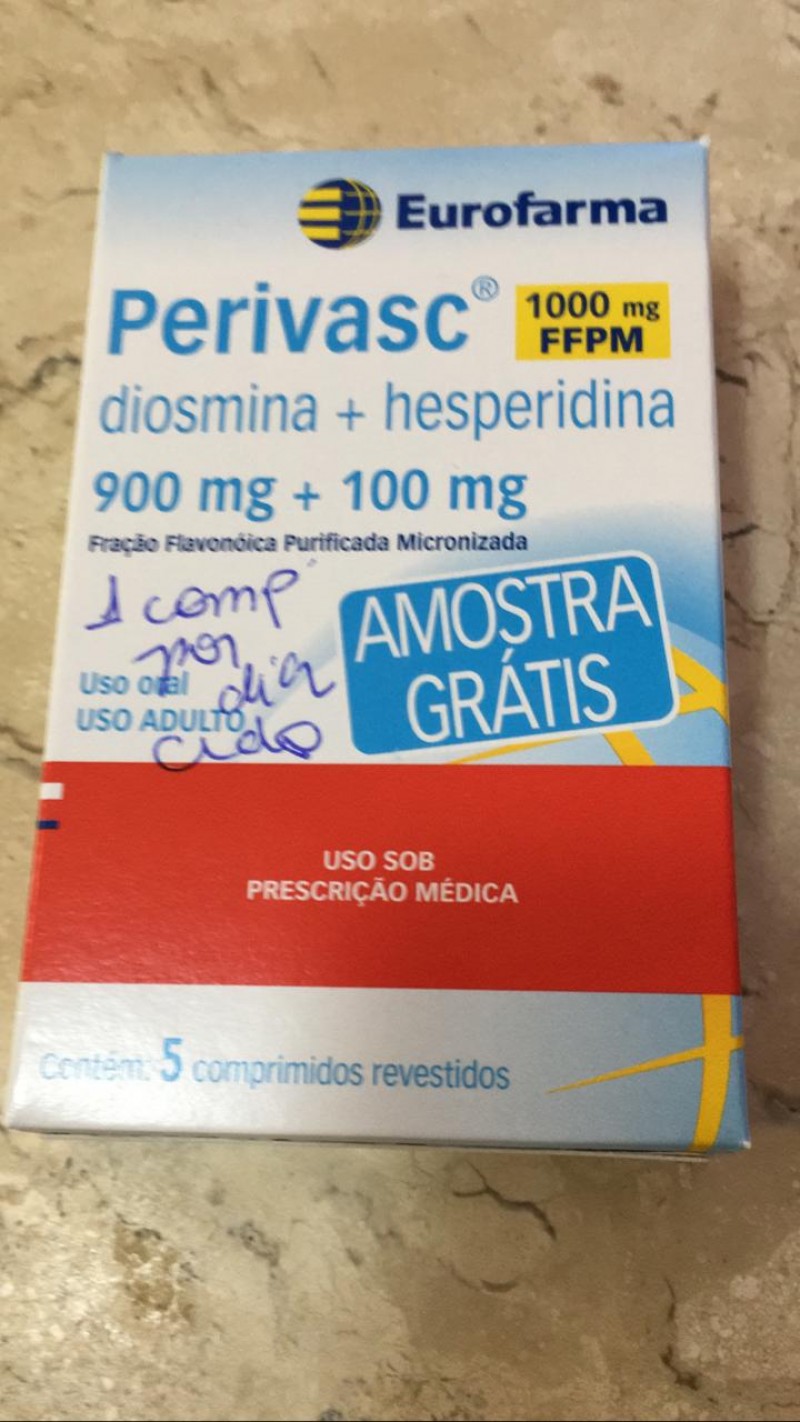 Eurofarma
Perivasc®
1000 mg
FFPM
diosmina + hesperidina
900 mg + 100 mg
Fração Flavonóica Purificada Micronizada
1 comp
por
dia
cedo
Uso oral
USO ADULTO
AMOSTRA
GRÁTIS
USO SOB
PRESCRIÇÃO MÉDICA
Contém: 5 comprimidos revestidos